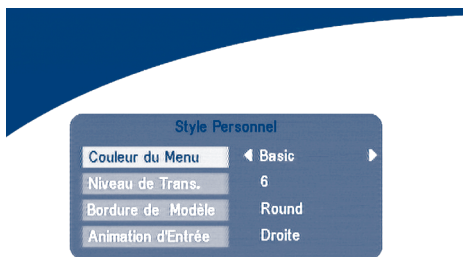 Style Personnel
Couleur du Menu Basic
Niveau de Trans. 6
Bordure de Modèle Round
Animation d'Entrée Droite